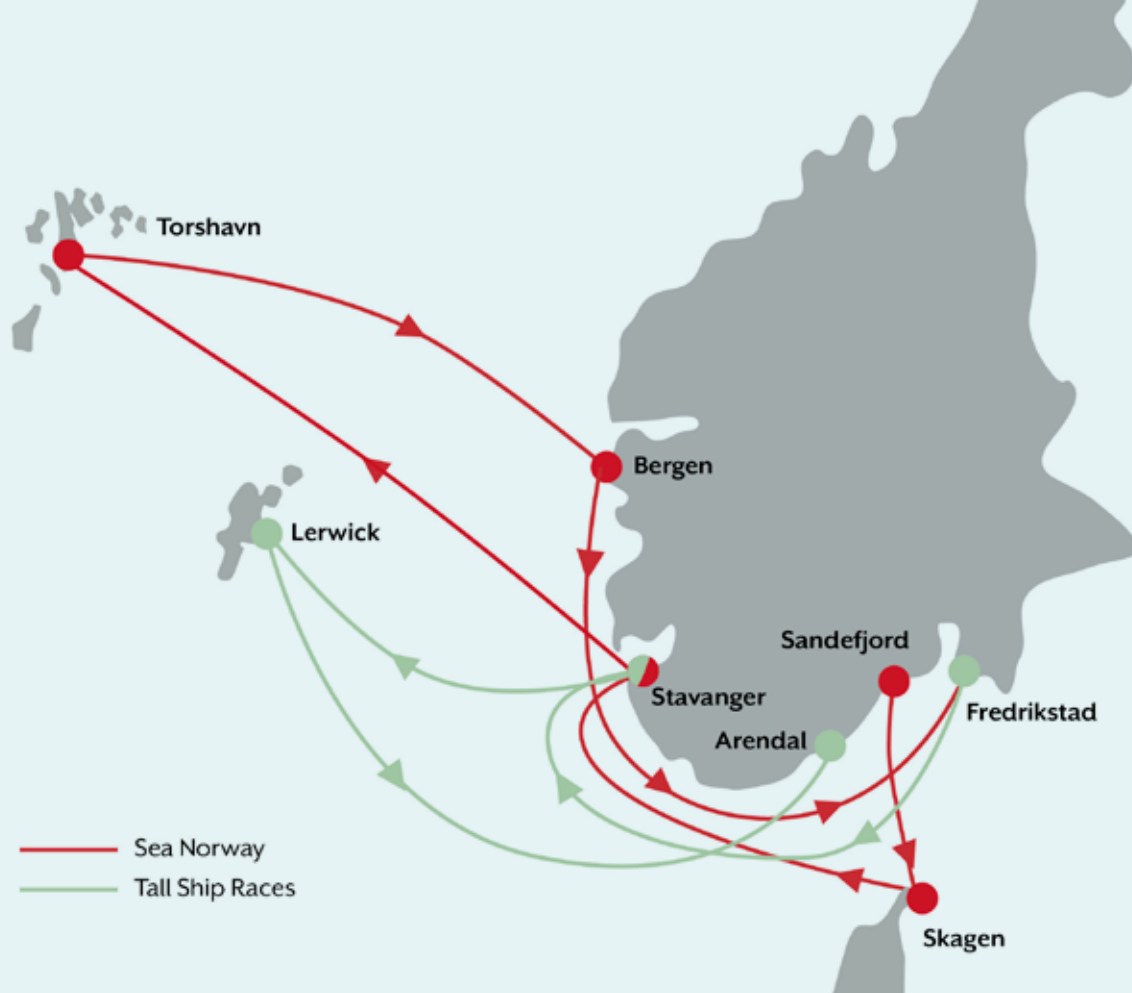 Torshavn
Bergen
Lerwick
Sandefjord
Stavanger
Fredrikstad
Arendal
Sea Norway
Tall Ship Races
Skagen